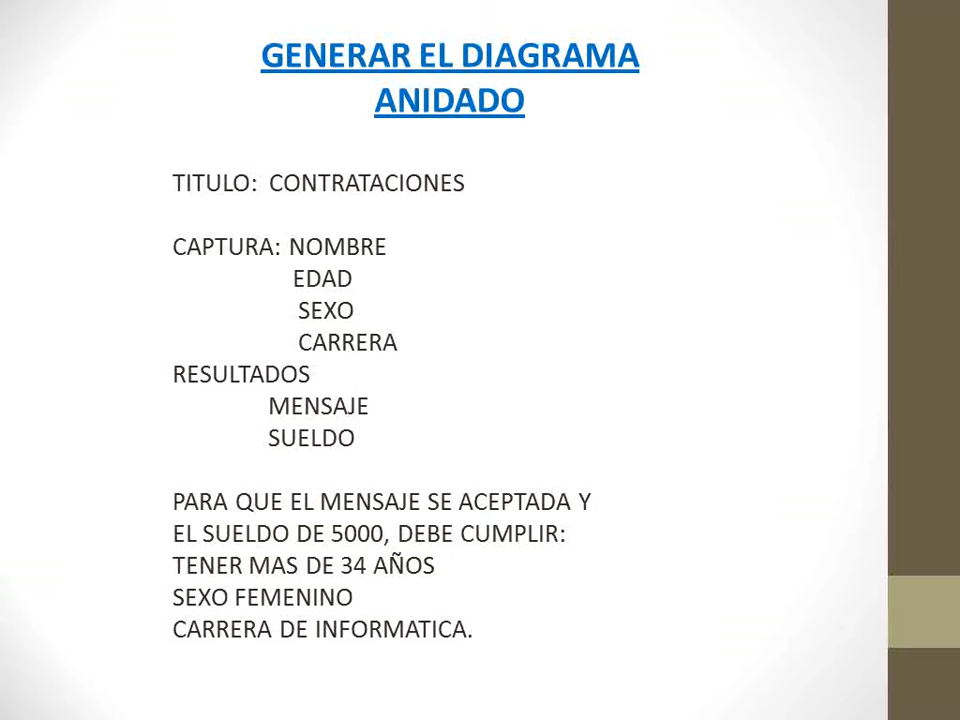 GENERAR EL DIAGRAMA
ANIDADO
TITULO: CONTRATACIONES
CAPTURA: NOMBRE
EDAD
SEXO
CARRERA
RESULTADOS
MENSAJE
SUELDO
PARA QUE EL MENSAJE SE ACEPTADA Y
EL SUELDO DE 5000, DEBE CUMPLIR:
TENER MAS DE 34 AÑOS
SEXO FEMENINO
CARRERA DE INFORMATICA.